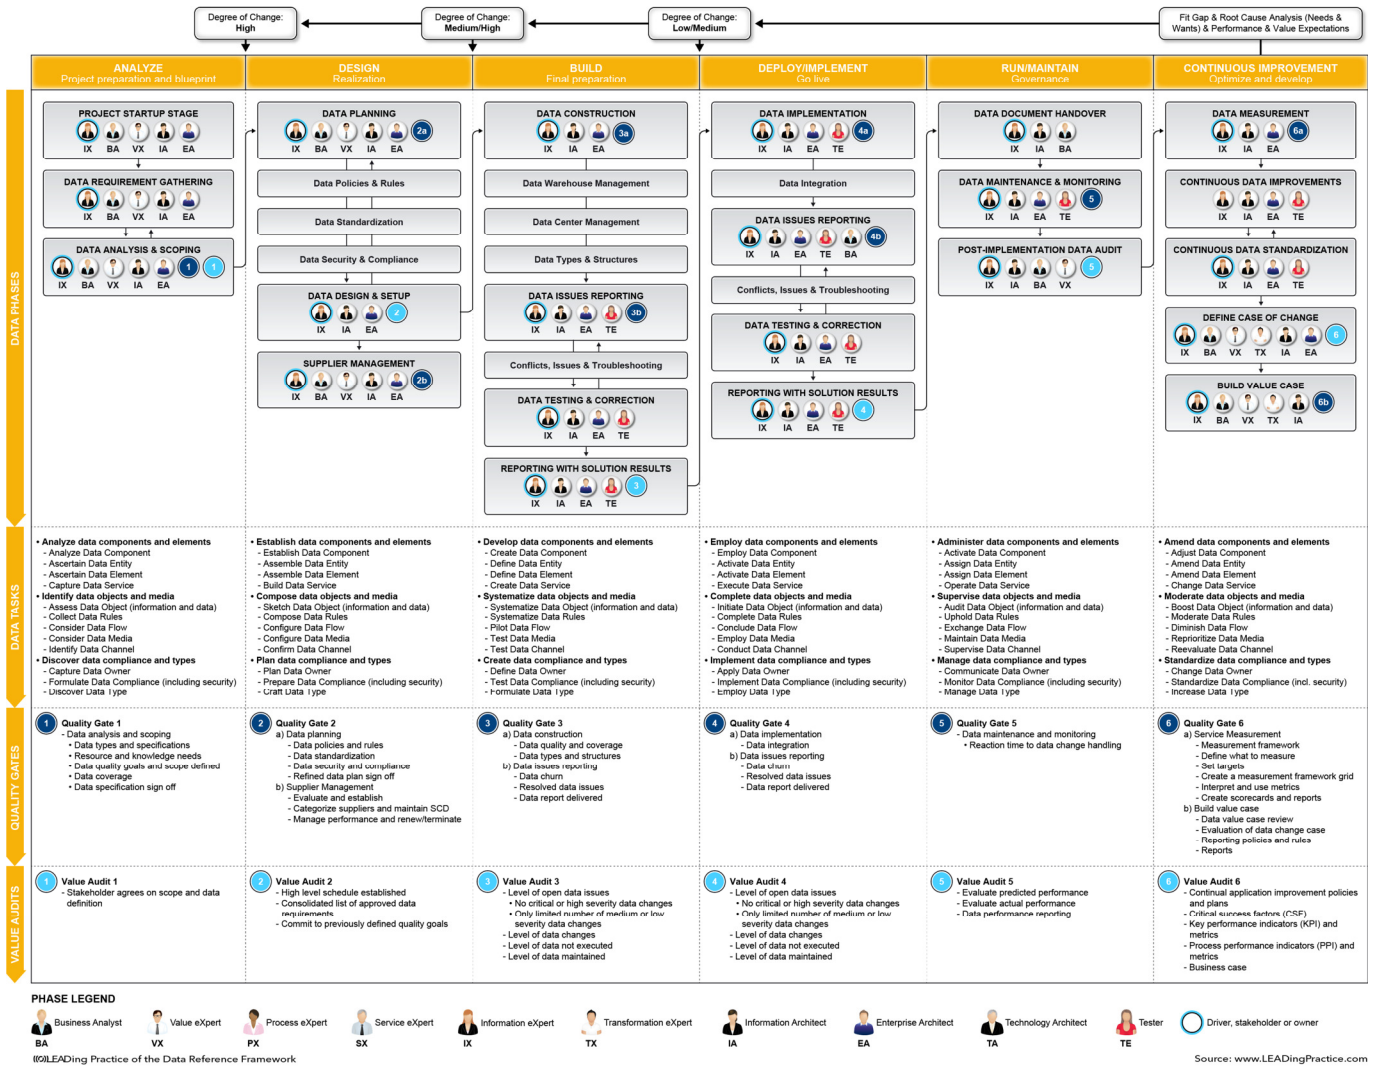 Degree of Change:
High
Degree of Change:
Medium/High
Degree of Change:
Low/Medium
Fit Gap & Root Cause Analysis (Needs &
Wants) & Performance & Value Expectations
ANALYZE
Project preparation and blueprint
DESIGN
Realization
BUILD
Final preparation
DEPLOY/IMPLEMENT
Go live
RUN/MAINTAIN
Governance
CONTINUOUS IMPROVEMENT
Optimize and develop
DATA PHASES
PROJECT STARTUP STAGE
IX BA VX IA EA
DATA REQUIREMENT GATHERING
IX BA VX IA EA
DATA ANALYSIS & SCOPING
1 1
IX BA VX IA EA
DATA PLANNING
2a
IX BA VX IA EA
Data Policies & Rules
Data Standardization
Data Security & Compliance
DATA DESIGN & SETUP
2
IX IA EA
SUPPLIER MANAGEMENT
2b
IX BA VX IA EA
DATA CONSTRUCTION
3a
IX IA EA
Data Warehouse Management
Data Center Management
Data Types & Structures
DATA ISSUES REPORTING
3b
IX IA EA TE
Conflicts, Issues & Troubleshooting
DATA TESTING & CORRECTION
IX IA EA TE
REPORTING WITH SOLUTION RESULTS
3
IX IA EA TE
DATA IMPLEMENTATION
4a
IX IA EA TE
Data Integration
DATA ISSUES REPORTING
4b
IX IA EA TE BA
Conflicts, Issues & Troubleshooting
DATA TESTING & CORRECTION
IX IA EA TE
REPORTING WITH SOLUTION RESULTS
4
IX IA EA TE
DATA DOCUMENT HANDOVER
IX IA BA
DATA MAINTENANCE & MONITORING
5
IX IA EA TE
POST-IMPLEMENTATION DATA AUDIT
5
IX IA BA VX
DATA MEASUREMENT
6a
IX IA EA
CONTINUOUS DATA IMPROVEMENTS
IX IA EA TE
CONTINUOUS DATA STANDARDIZATION
IX IA EA TE
DEFINE CASE OF CHANGE
6
IX BA VX TX IA EA
BUILD VALUE CASE
6b
IX BA VX TX IA
DATA TASKS
• Analyze data components and elements
- Analyze Data Component
- Ascertain Data Entity
- Ascertain Data Element
- Capture Data Service
• Identify data objects and media
- Assess Data Object (information and data)
- Collect Data Rules
- Consider Data Flow
- Consider Data Media
- Identify Data Channel
• Discover data compliance and types
- Capture Data Owner
- Formulate Data Compliance (including security)
- Discover Data Type
• Establish data components and elements
- Establish Data Component
- Assemble Data Entity
- Assemble Data Element
- Build Data Service
• Compose data objects and media
- Sketch Data Object (information and data)
- Compose Data Rules
- Configure Data Flow
- Configure Data Media
- Confirm Data Channel
• Plan data compliance and types
- Plan Data Owner
- Prepare Data Compliance (including security)
- Craft Data Type
• Develop data components and elements
- Create Data Component
- Define Data Entity
- Define Data Element
- Create Data Service
• Systematize data objects and media
- Systematize Data Object (information and data)
- Systematize Data Rules
- Pilot Data Flow
- Test Data Media
- Test Data Channel
• Create data compliance and types
- Define Data Owner
- Test Data Compliance (including security)
- Formulate Data Type
• Employ data components and elements
- Employ Data Component
- Activate Data Entity
- Activate Data Element
- Execute Data Service
• Complete data objects and media
- Initiate Data Object (information and data)
- Complete Data Rules
- Conclude Data Flow
- Employ Data Media
- Conduct Data Channel
• Implement data compliance and types
- Apply Data Owner
- Implement Data Compliance (including security)
- Employ Data Type
• Administer data components and elements
- Activate Data Component
- Assign Data Entity
- Assign Data Element
- Operate Data Service
• Supervise data objects and media
- Audit Data Object (information and data)
- Uphold Data Rules
- Exchange Data Flow
- Maintain Data Media
- Supervise Data Channel
• Manage data compliance and types
- Communicate Data Owner
- Monitor Data Compliance (including security)
- Manage Data Type
• Amend data components and elements
- Adjust Data Component
- Amend Data Entity
- Amend Data Element
- Change Data Service
• Moderate data objects and media
- Boost Data Object (information and data)
- Moderate Data Rules
- Diminish Data Flow
- Reprioritize Data Media
- Reevaluate Data Channel
• Standardize data compliance and types
- Change Data Owner
- Standardize Data Compliance (incl. security)
- Increase Data Type
QUALITY GATES
1 Quality Gate 1
- Data analysis and scoping
• Data types and specifications
• Resource and knowledge needs
• Data quality goals and scope defined
• Data coverage
• Data specification sign off
2 Quality Gate 2
a) Data planning
- Data policies and rules
- Data standardization
- Data security and compliance
- Refined data plan sign off
b) Supplier Management
- Evaluate and establish
- Categorize suppliers and maintain SCD
- Manage performance and renew/terminate
3 Quality Gate 3
a) Data construction
- Data quality and coverage
- Data types and structures
b) Data issues reporting
- Data churn
- Resolved data issues
- Data report delivered
4 Quality Gate 4
a) Data implementation
- Data integration
b) Data issues reporting
- Data churn
- Resolved data issues
- Data report delivered
5 Quality Gate 5
- Data maintenance and monitoring
• Reaction time to data change handling
6 Quality Gate 6
a) Service Measurement
- Measurement framework
- Define what to measure
- Set targets
- Create a measurement framework grid
- Interpret and use metrics
- Create scorecards and reports
b) Build value case
- Data value case review
- Evaluation of data change case
- Reporting policies and rules
- Reports
VALUE AUDITS
1 Value Audit 1
- Stakeholder agrees on scope and data
definition
2 Value Audit 2
- High level schedule established
- Consolidated list of approved data
requirements
- Commit to previously defined quality goals
3 Value Audit 3
- Level of open data issues
• No critical or high severity data changes
• Only limited number of medium or low
severity data changes
- Level of data changes
- Level of data not executed
- Level of data maintained
4 Value Audit 4
- Level of open data issues
• No critical or high severity data changes
• Only limited number of medium or low
severity data changes
- Level of data changes
- Level of data not executed
- Level of data maintained
5 Value Audit 5
- Evaluate predicted performance
- Evaluate actual performance
- Data performance reporting
6 Value Audit 6
- Continual application improvement policies
and plans
- Critical success factors (CSF)
- Key performance indicators (KPI) and
metrics
- Process performance indicators (PPI) and
metrics
- Business case
PHASE LEGEND
Business Analyst
BA
Value eXpert
VX
Process eXpert
PX
Service eXpert
SX
Information eXpert
IX
Transformation eXpert
TX
Information Architect
IA
Enterprise Architect
EA
Technology Architect
TA
Tester
TE
Driver, stakeholder or owner
LEADing Practice of the Data Reference Framework
Source: www.LEADingPractice.com